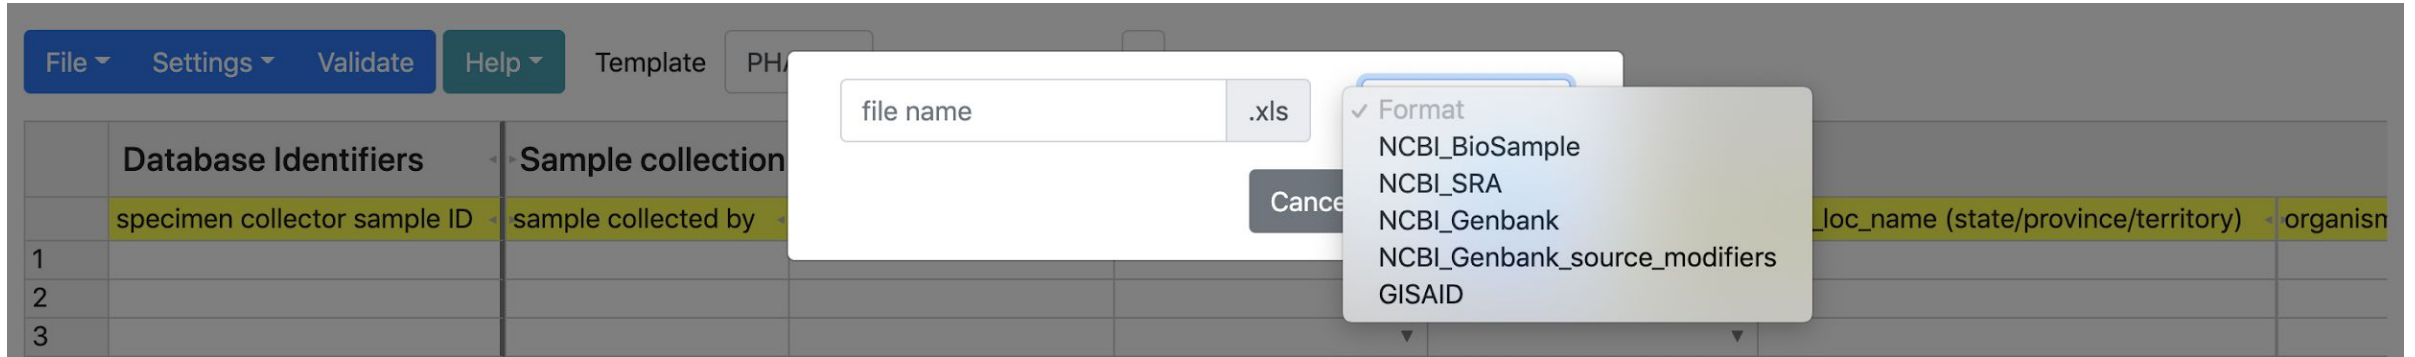 File Settings Validate Help Template PHA
file name .xls
Format
NCBI_BioSample
NCBI_SRA
NCBI_Genbank
NCBI_Genbank_source_modifiers
GISAID
Cance
Database Identifiers Sample collection
specimen collector sample ID sample collected by _loc_name (state/province/territory) organism
1
2
3